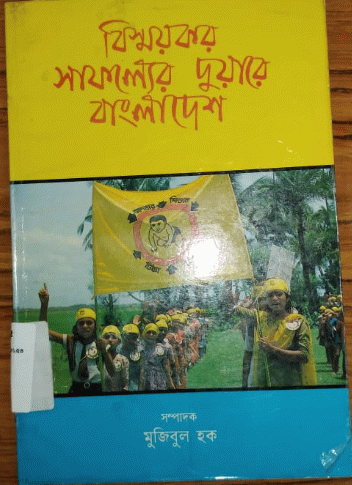 বিস্ময়কর
সাফল্যের দুয়ারে
বাংলাদেশ
সম্পাদক
মুজিবুল হক